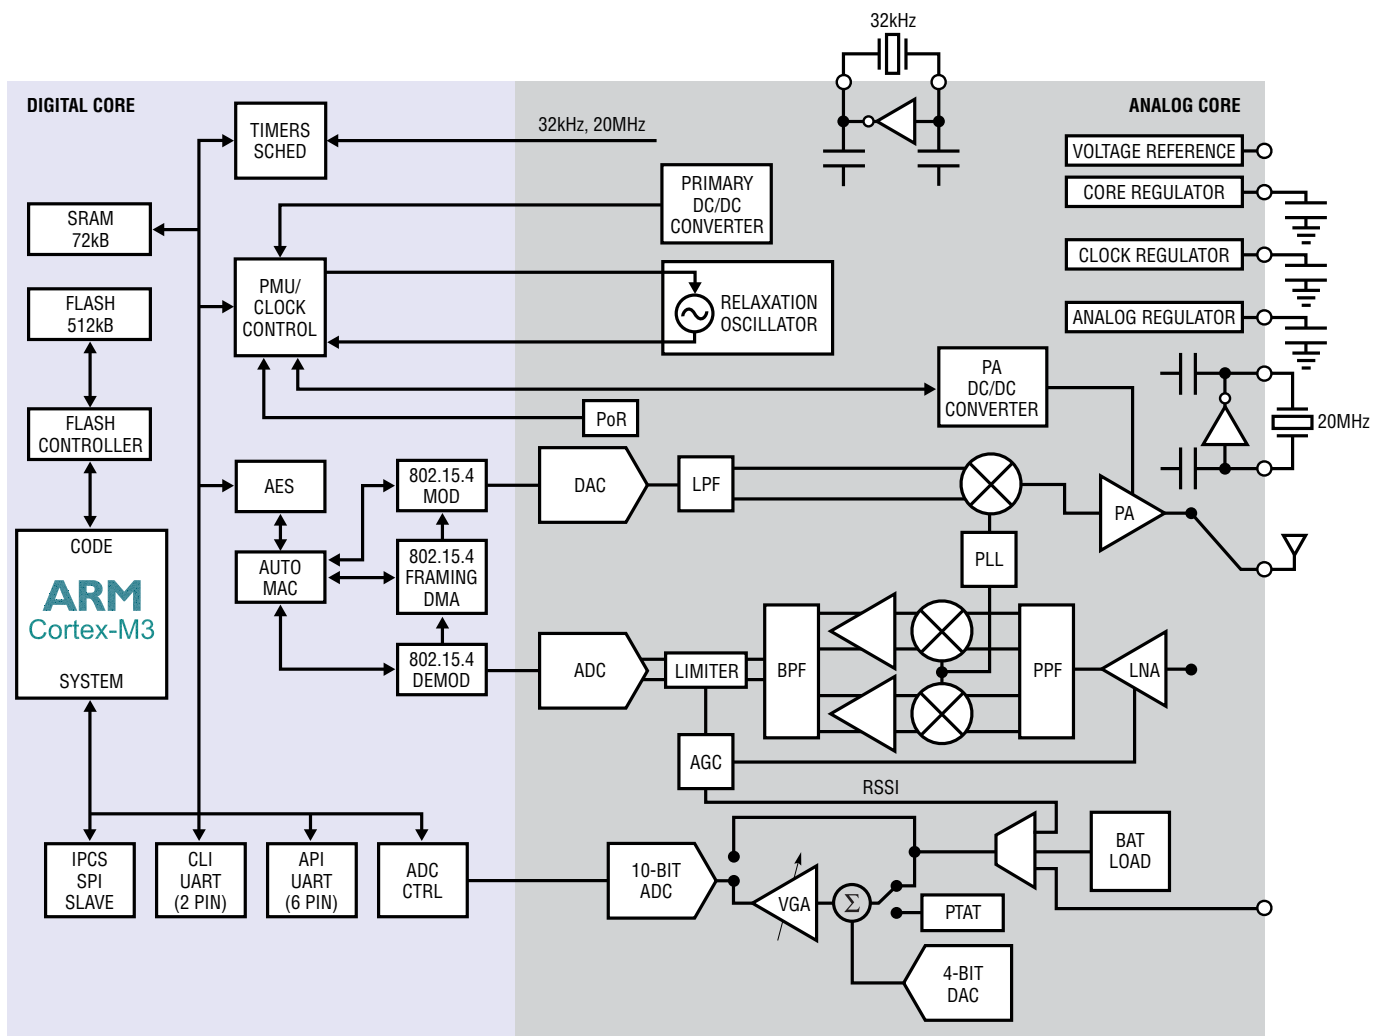 32kHz
DIGITAL CORE
ANALOG CORE
TIMERS
SCHED
32kHz, 20MHz
VOLTAGE REFERENCE
PRIMARY
DC/DC
CONVERTER
CORE REGULATOR
SRAM
72kB
CLOCK REGULATOR
PMU/
CLOCK
CONTROL
RELAXATION
OSCILLATOR
FLASH
512kB
ANALOG REGULATOR
PA
DC/DC
CONVERTER
PoR
20MHz
FLASH
CONTROLLER
AES
802.15.4
MOD
DAC
LPF
PA
CODE
ARM
Cortex-M3
SYSTEM
AUTO
MAC
802.15.4
FRAMING
DMA
PLL
802.15.4
DEMOD
ADC
LIMITER
BPF
PPF
LNA
AGC
RSSI
IPCS
SPI
SLAVE
CLI
UART
(2 PIN)
API
UART
(6 PIN)
ADC
CTRL
10-BIT
ADC
VGA
Σ
BAT
LOAD
PTAT
4-BIT
DAC